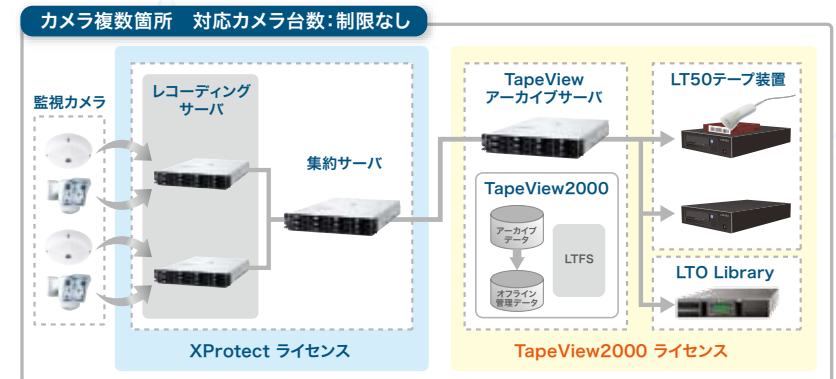 カメラ複数箇所　対応カメラ台数:制限なし
監視カメラ
レコーディング
サーバ
集約サーバ
XProtect ライセンス
TapeView
アーカイブサーバ
TapeView2000
アーカイブ
データ
オフライン
管理データ
LTFS
LT50テープ装置
LTO Library
TapeView2000 ライセンス